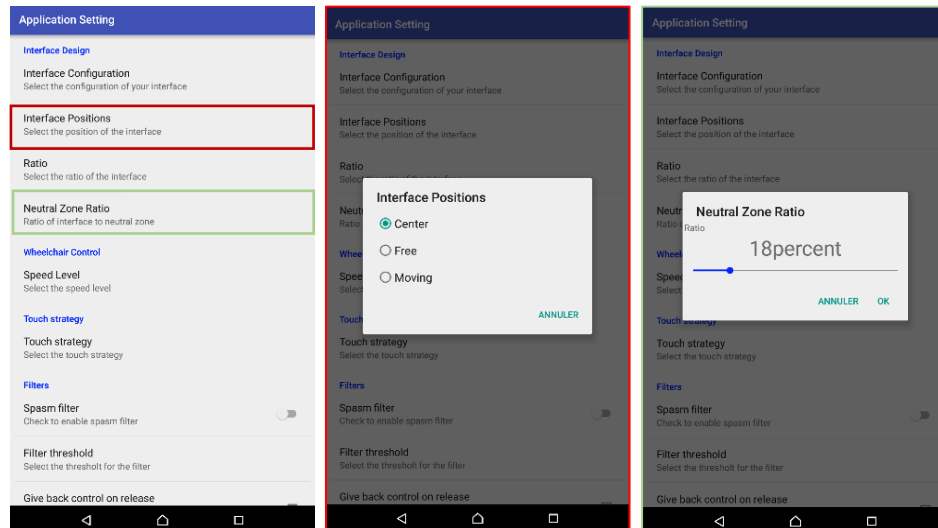 Application Setting
Interface Design
Interface Configuration
Select the configuration of your interface
Interface Positions
Select the position of the interface
Ratio
Select the ratio of the interface
Neutral Zone Ratio
Ratio of interface to neutral zone
Wheelchair Control
Speed Level
Select the speed level
Touch strategy
Touch strategy
Select the touch strategy
Filters
Spasm filter
Check to enable spasm filter
Filter threshold
Select the thresholt for the filter
Give back control on release
Application Setting
Interface Design
Interface Configuration
Select the configuration of your interface
Interface Positions
Select the position of the interface
Ratio
Interface Positions
Center
Free
Moving
ANNULER
Touch strategy
Select the touch strategy
Filters
Spasm filter
Check to enable spasm filter
Filter threshold
Select the thresholt for the filter
Give back control on release
Application Setting
Interface Design
Interface Configuration
Select the configuration of your interface
Interface Positions
Select the position of the interface
Ratio
Select the ratio of the interface
Neutral Zone Ratio
Ratio
18percent
ANNULER OK
Touch strategy
Touch strategy
Select the touch strategy
Filters
Spasm filter
Check to enable spasm filter
Filter threshold
Select the thresholt for the filter
Give back control on release